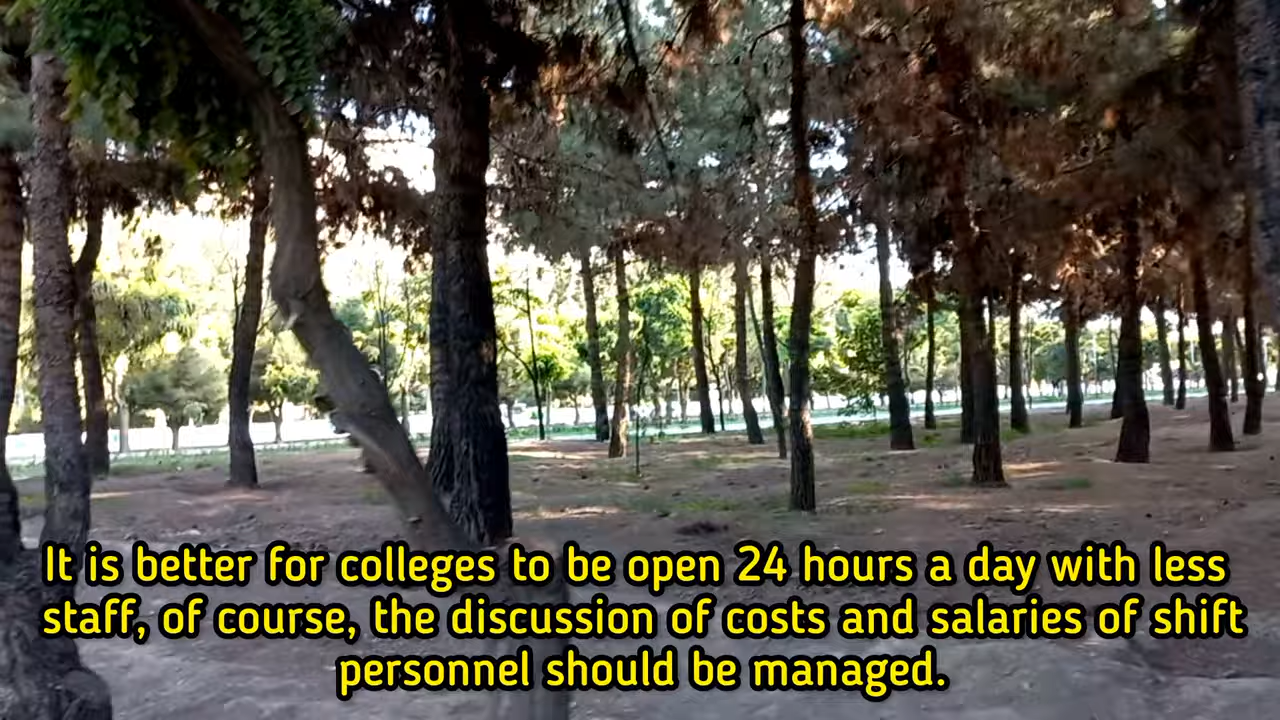 It is better for colleges to be open 24 hours a day with less
staff, of course, the discussion of costs and salaries of shift
personnel should be managed.